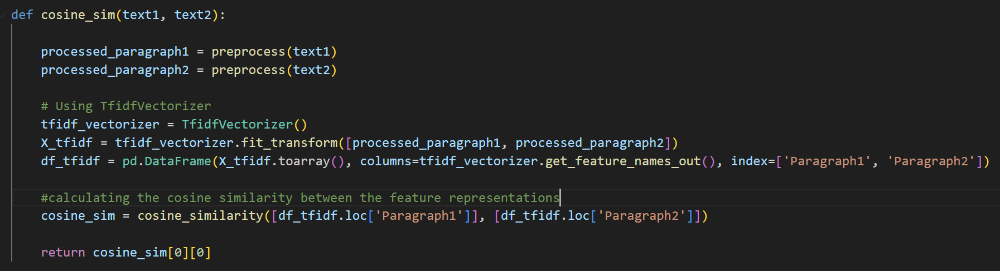 def cosine_sim(text1, text2):
processed_paragraph1 = preprocess(text1)
processed_paragraph2 = preprocess(text2)
# Using TfidfVectorizer
tfidf_vectorizer = TfidfVectorizer()
X_tfidf = tfidf_vectorizer.fit_transform([processed_paragraph1, processed_paragraph2])
df_tfidf = pd.DataFrame(X_tfidf.toarray(), columns=tfidf_vectorizer.get_feature_names_out(), index=['Paragraph1', 'Paragraph2'])
#calculating the cosine similarity between the feature representations
cosine_sim = cosine_similarity([df_tfidf.loc['Paragraph1']], [df_tfidf.loc['Paragraph2']])
return cosine_sim[0][0]